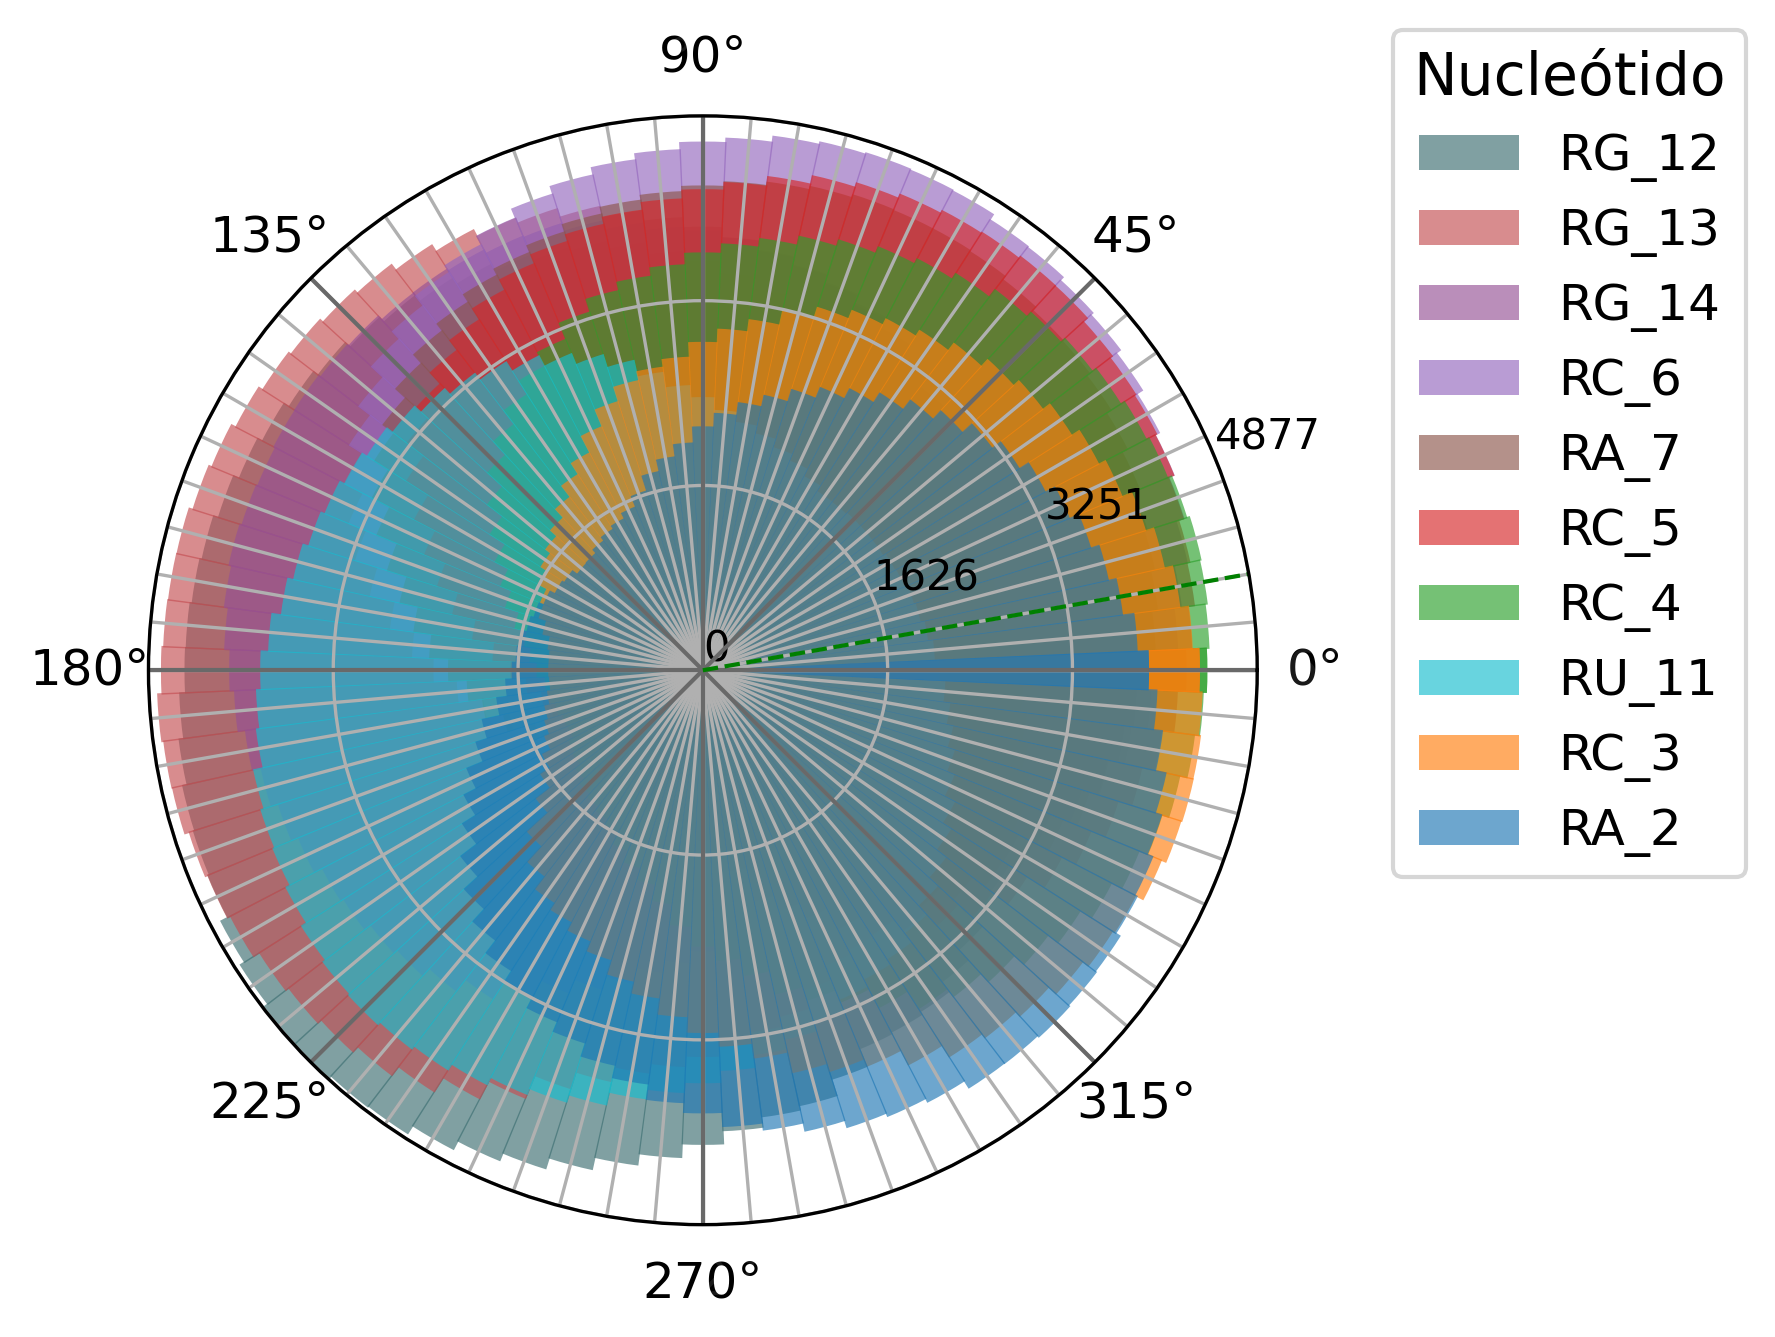 90°
135°
45°
180°
0°
225°
315°
270°
0
1626
3251
4877
Nucleótido
RG_12
RG_13
RG_14
RC_6
RA_7
RC_5
RC_4
RU_11
RC_3
RA_2